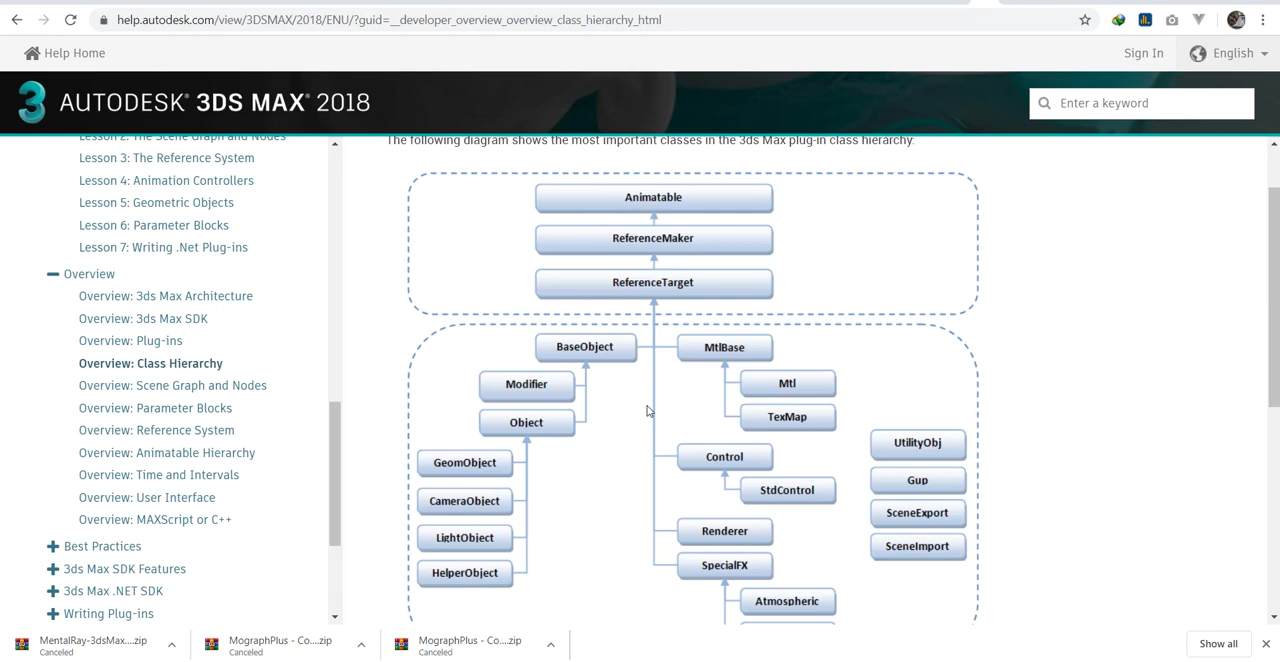 help.autodesk.com/view/3DSMAX/2018/ENU/?guid=__developer_overview_overview_class_hierarchy_html
Help Home
Sign In
English
3
AUTODESK® 3DS MAX® 2018
Enter a keyword
Lesson 2: The Scene Graph and Nodes
Lesson 3: The Reference System
Lesson 4: Animation Controllers
Lesson 5: Geometric Objects
Lesson 6: Parameter Blocks
Lesson 7: Writing .Net Plug-ins
Overview
Overview: 3ds Max Architecture
Overview: 3ds Max SDK
Overview: Plug-ins
Overview: Class Hierarchy
Overview: Scene Graph and Nodes
Overview: Parameter Blocks
Overview: Reference System
Overview: Animatable Hierarchy
Overview: Time and Intervals
Overview: User Interface
Overview: MAXScript or C++
Best Practices
3ds Max SDK Features
3ds Max .NET SDK
Writing Plug-ins
The following diagram shows the most important classes in the 3ds Max plug-in class hierarchy:
Animatable
ReferenceMaker
ReferenceTarget
BaseObject
MtlBase
Modifier
Mtl
Object
TexMap
UtilityObj
GeomObject
Control
Gup
CameraObject
StdControl
SceneExport
LightObject
Renderer
SceneImport
HelperObject
SpecialFX
Atmospheric
MentalRay-3dsMax....zip
Canceled
MographPlus - Co....zip
Canceled
MographPlus - Co....zip
Canceled
Show all